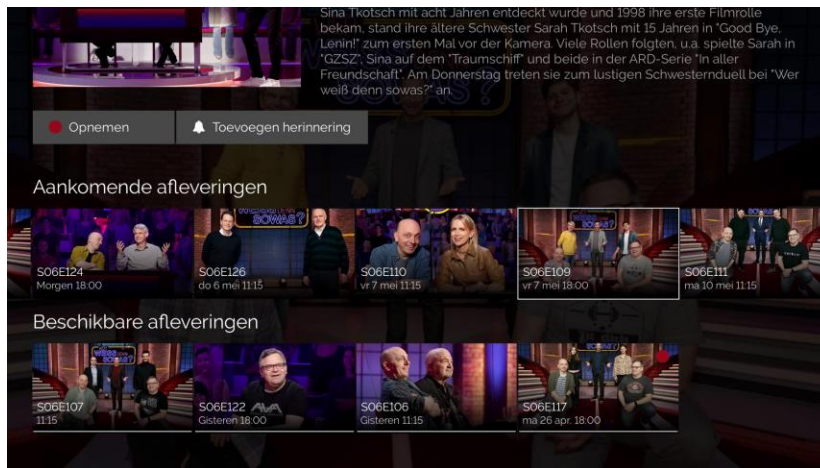 Sina Tkotsch mit acht Jahren entdeckt wurde und 1998 ihre erste Filmrolle
bekam, stand ihre ältere Schwester Sarah Tkotsch mit 15 Jahren in "Good Bye,
Lenin!" zum ersten Mal vor der Kamera. Viele Rollen folgten, u.a. spielte Sarah in
"GZSZ", Sina auf dem "Traumschiff" und beide in der ARD-Serie "In aller
Freundschaft". Am Donnerstag treten sie zum lustigen Schwesternduell bei "Wer
weiß denn sowas?" an.
Opnemen
Toevoegen herinnering
Aankomende afleveringen
SOWAS?
SOWAS?
S06E124
Morgen 18:00
S06E126
do 6 mei 11:15
S06E110
vr 7 mei 11:15
S06E109
vr 7 mei 18:00
S06E111
ma 10 mei 11:15
Beschikbare afleveringen
S06E107
11:15
S06E122
Gisteren 18:00
S06E106
Gisteren 11:15
S06E117
ma 26 apr. 18:00